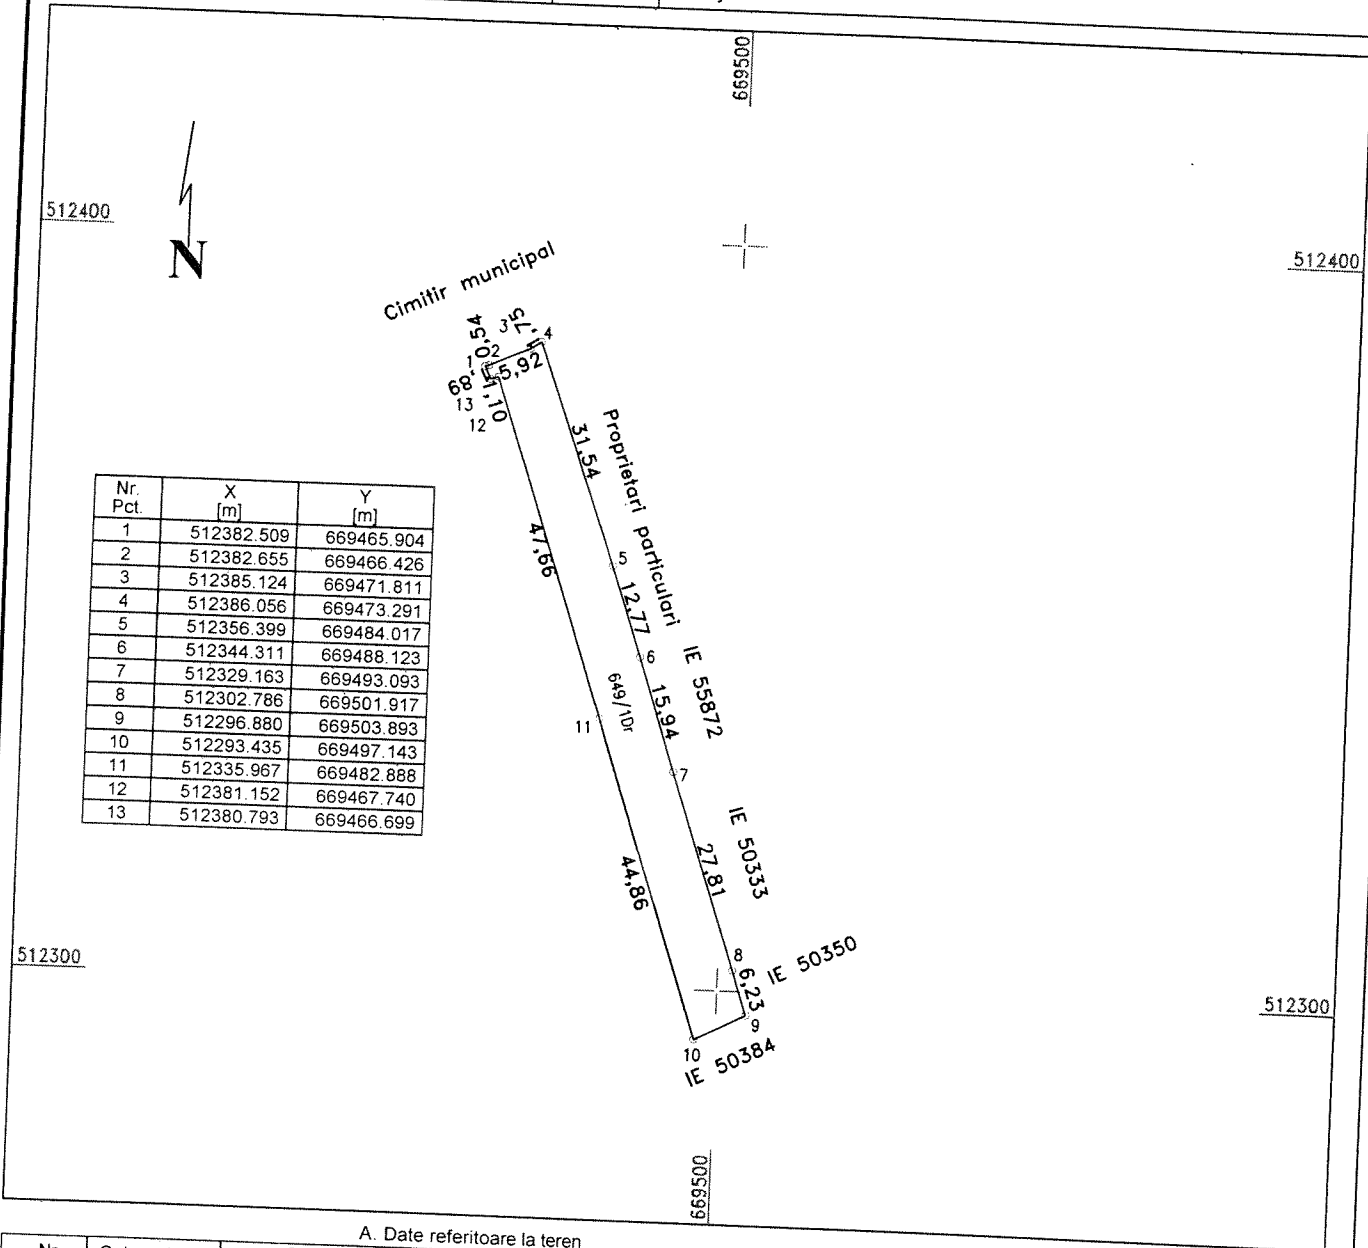 669500
512400
512400
N
Cimitir municipal
0,54
3
1,75
4
1
2
5,92
1,89
1,10
13
12
31,54
Proprietari particulari
47,66
5
12,77
6
IE 55872
649/1Dr
15,94
11
7
IE 50333
27,81
44,86
8
IE 50350
6,23
9
10
IE 50384
Nr. Pct. X [m] Y [m]
1 512382.509 669465.904
2 512382.655 669466.426
3 512385.124 669471.811
4 512386.056 669473.291
5 512356.399 669484.017
6 512344.311 669488.123
7 512329.163 669493.093
8 512302.786 669501.917
9 512296.880 669503.893
10 512293.435 669497.143
11 512335.967 669482.888
12 512381.152 669467.740
13 512380.793 669466.699
512300
512300
669500
A. Date referitoare la teren